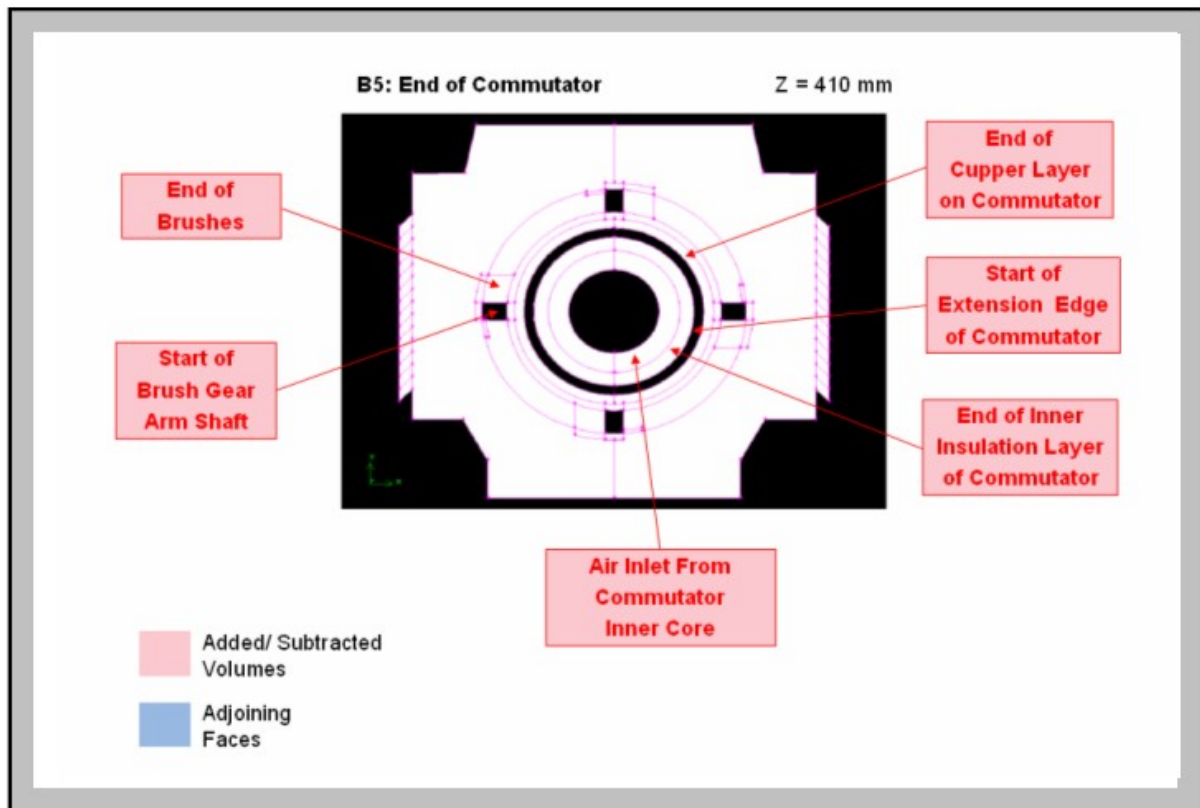 B5: End of Commutator
Z = 410 mm
End of
Brushes
Start of
Brush Gear
Arm Shaft
End of
Cupper Layer
on Commutator
Start of
Extension Edge
of Commutator
End of Inner
Insulation Layer
of Commutator
Air Inlet From
Commutator
Inner Core
Added/ Subtracted
Volumes
Adjoining
Faces